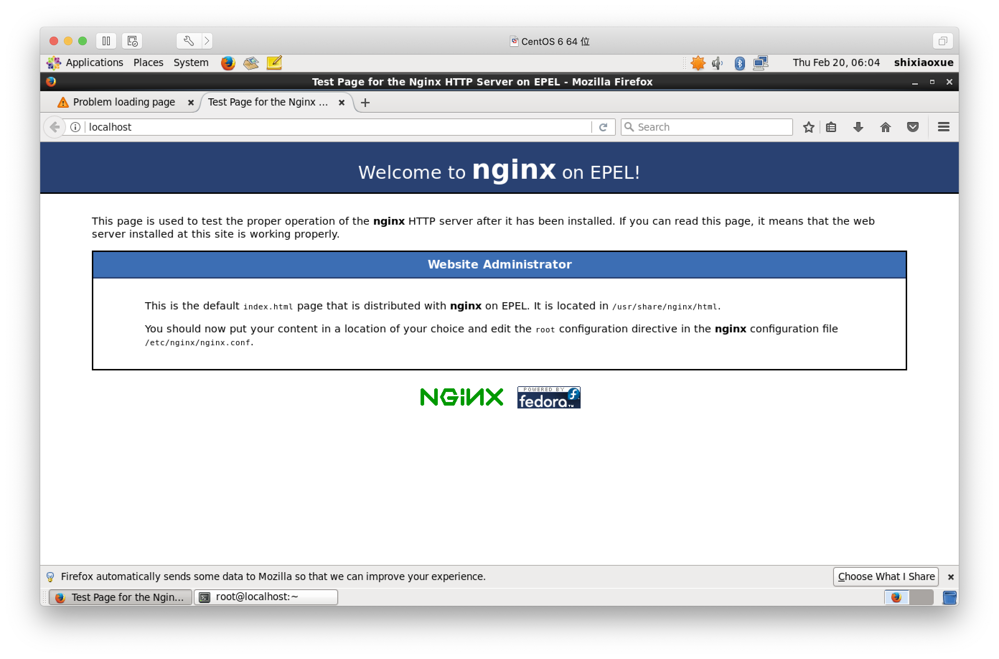 CentOS 6 64 位
Applications Places System Thu Feb 20, 06:04 shixiaoxue
Test Page for the Nginx HTTP Server on EPEL - Mozilla Firefox
Problem loading page Test Page for the Nginx ...
localhost Search
Welcome to nginx on EPEL!
This page is used to test the proper operation of the nginx HTTP server after it has been installed. If you can read this page, it means that the web
server installed at this site is working properly.
Website Administrator
This is the default index.html page that is distributed with nginx on EPEL. It is located in /usr/share/nginx/html.
You should now put your content in a location of your choice and edit the root configuration directive in the nginx configuration file
/etc/nginx/nginx.conf.
NGiNX POWERED BY
fedora™
Firefox automatically sends some data to Mozilla so that we can improve your experience. Choose What I Share
Test Page for the Ngin... root@localhost:~